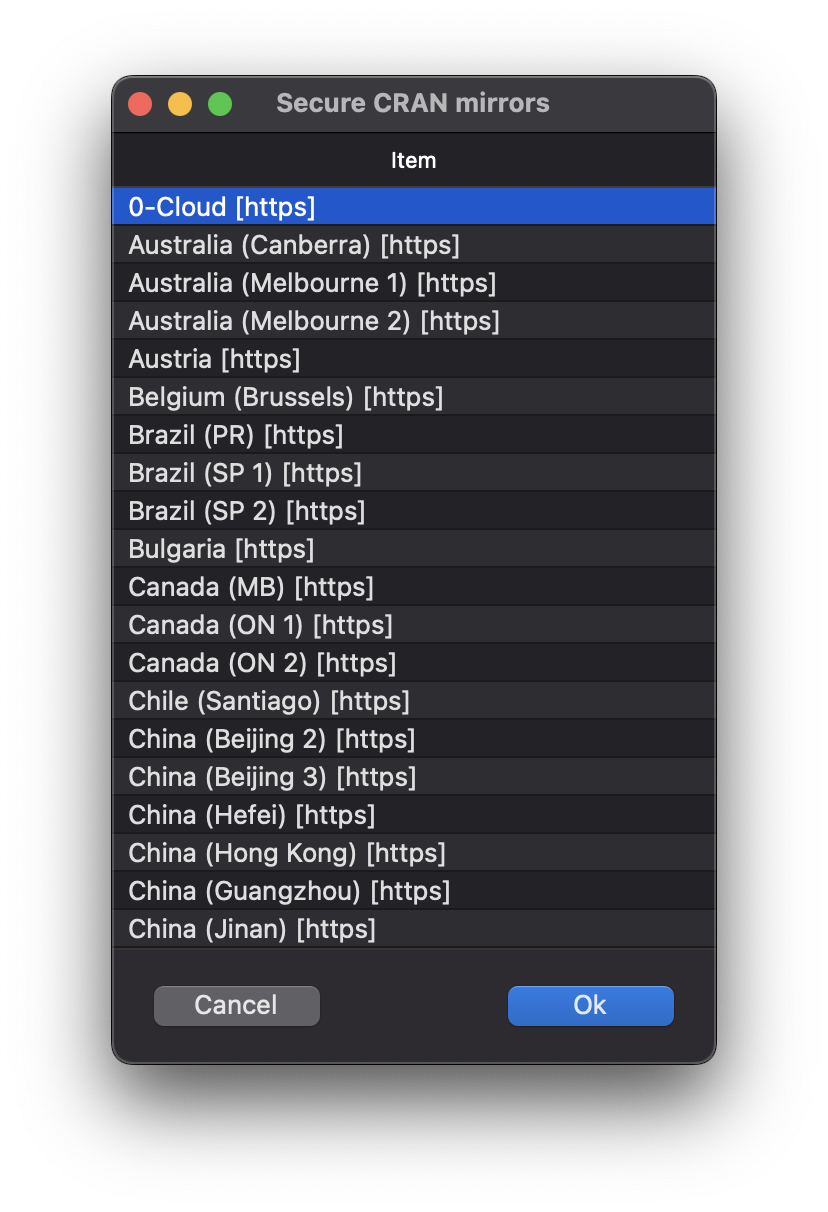 Secure CRAN mirrors
Item
0-Cloud [https]
Australia (Canberra) [https]
Australia (Melbourne 1) [https]
Australia (Melbourne 2) [https]
Austria [https]
Belgium (Brussels) [https]
Brazil (PR) [https]
Brazil (SP 1) [https]
Brazil (SP 2) [https]
Bulgaria [https]
Canada (MB) [https]
Canada (ON 1) [https]
Canada (ON 2) [https]
Chile (Santiago) [https]
China (Beijing 2) [https]
China (Beijing 3) [https]
China (Hefei) [https]
China (Hong Kong) [https]
China (Guangzhou) [https]
China (Jinan) [https]
Cancel Ok